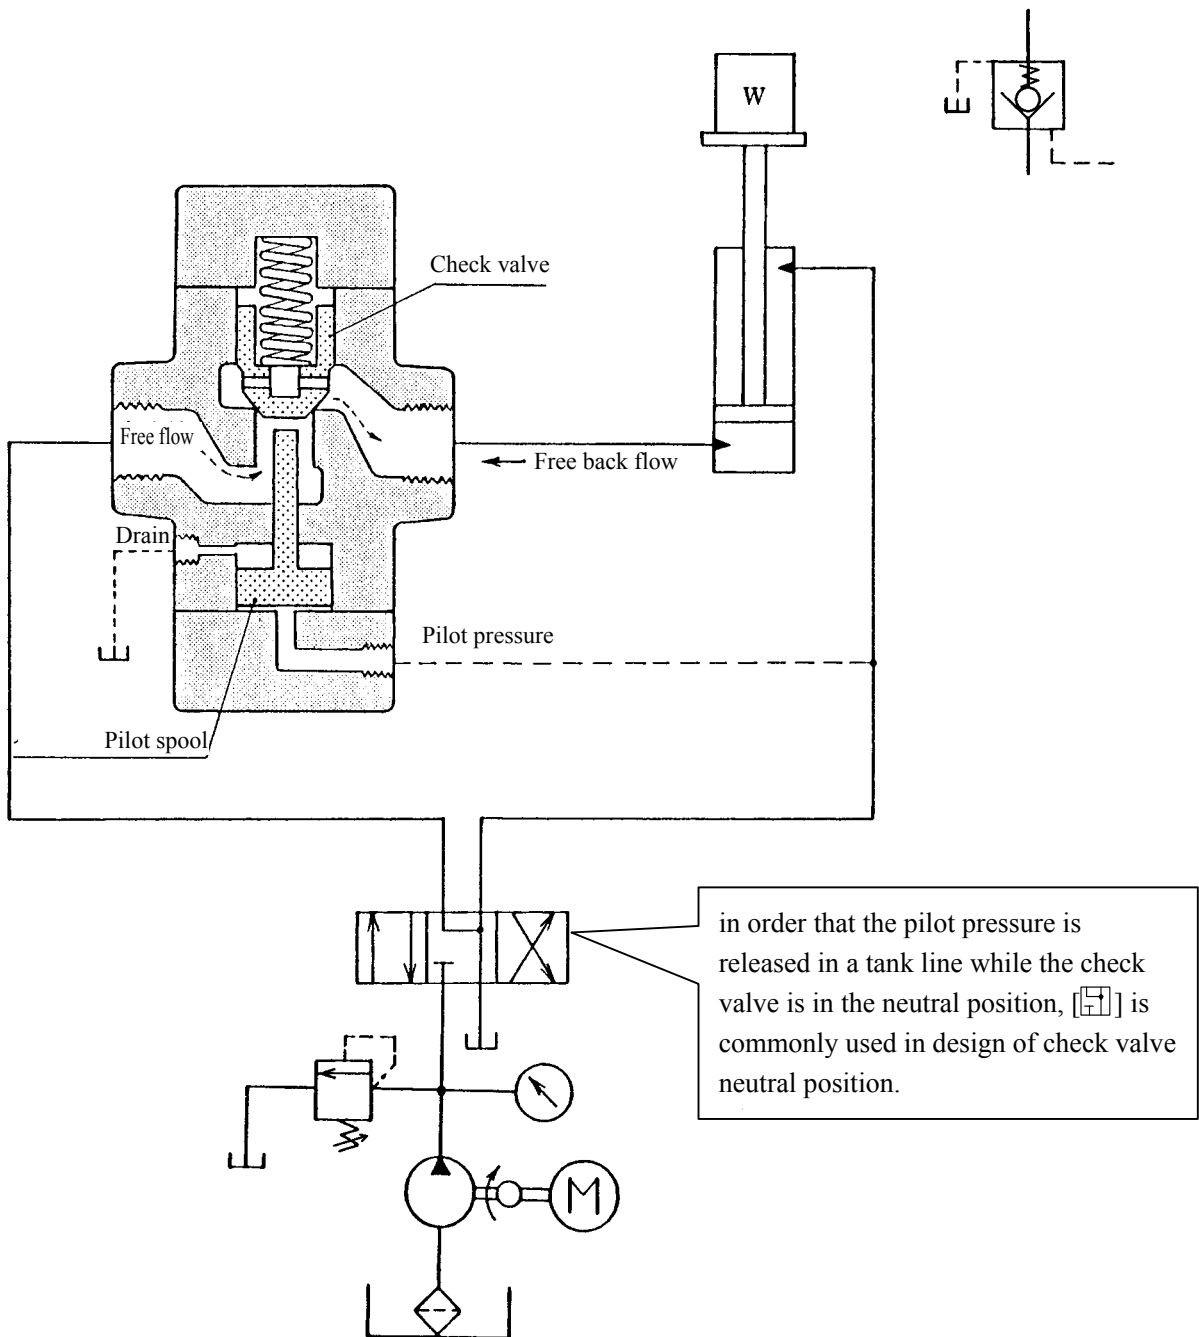 W
Check valve
Free flow
Free back flow
Drain
Pilot pressure
Pilot spool
in order that the pilot pressure is
released in a tank line while the check
valve is in the neutral position, [ ] is
commonly used in design of check valve
neutral position.
M